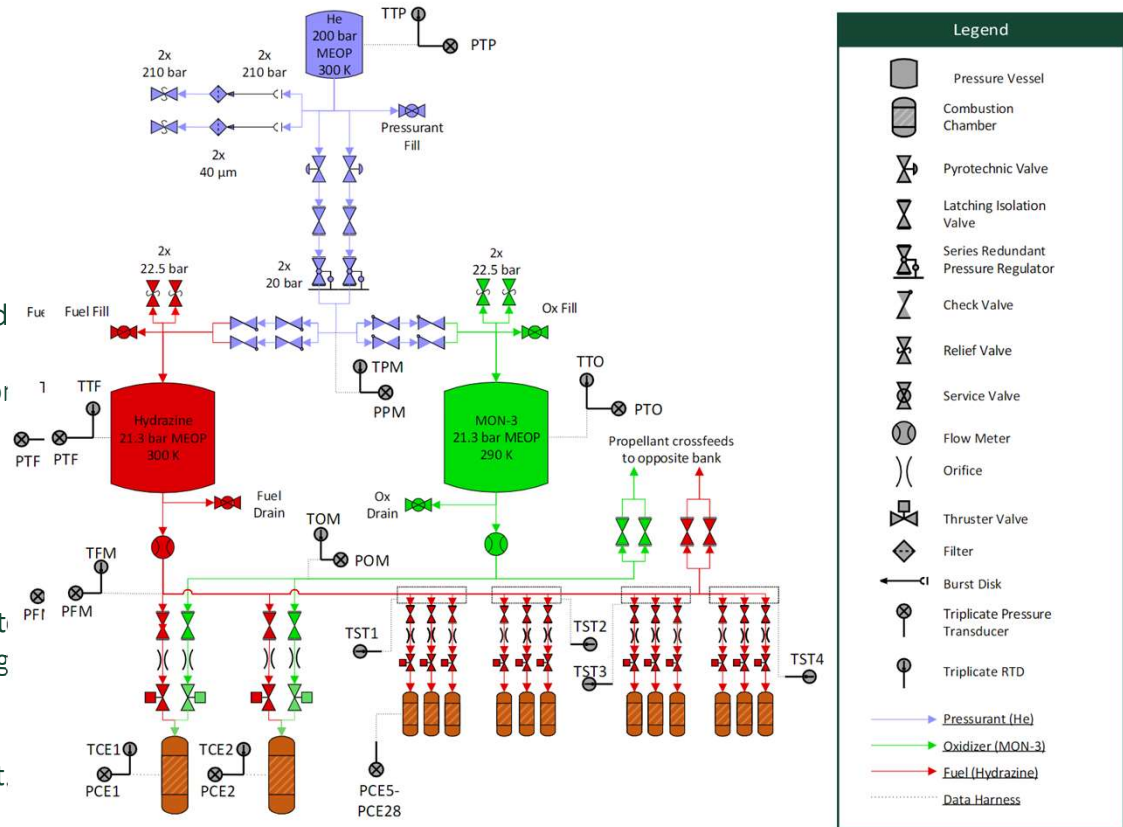 He
200 bar
MEOP
300 K
TTP
PTP
2x
210 bar
2x
210 bar
Pressurant
Fill
2x
40 µm
2x
22.5 bar
2x
20 bar
2x
22.5 bar
Fuel Fill
Ox Fill
TTF
PTF
PTF
Hydrazine
21.3 bar MEOP
300 K
TPM
PPM
MON-3
21.3 bar MEOP
290 K
TTO
PTO
Propellant crossfeeds
to opposite bank
Fuel
Drain
Ox
Drain
TFM
PFM
TOM
POM
TST1
TST2
TST3
TST4
TCE1
PCE1
TCE2
PCE2
PCE5-
PCE28
Legend
Pressure Vessel
Combustion
Chamber
Pyrotechnic Valve
Latching Isolation
Valve
Series Redundant
Pressure Regulator
Check Valve
Relief Valve
Service Valve
Flow Meter
Orifice
Thruster Valve
Filter
Burst Disk
Triplicate Pressure
Transducer
Triplicate RTD
Pressurant (He)
Oxidizer (MON-3)
Fuel (Hydrazine)
Data Harness